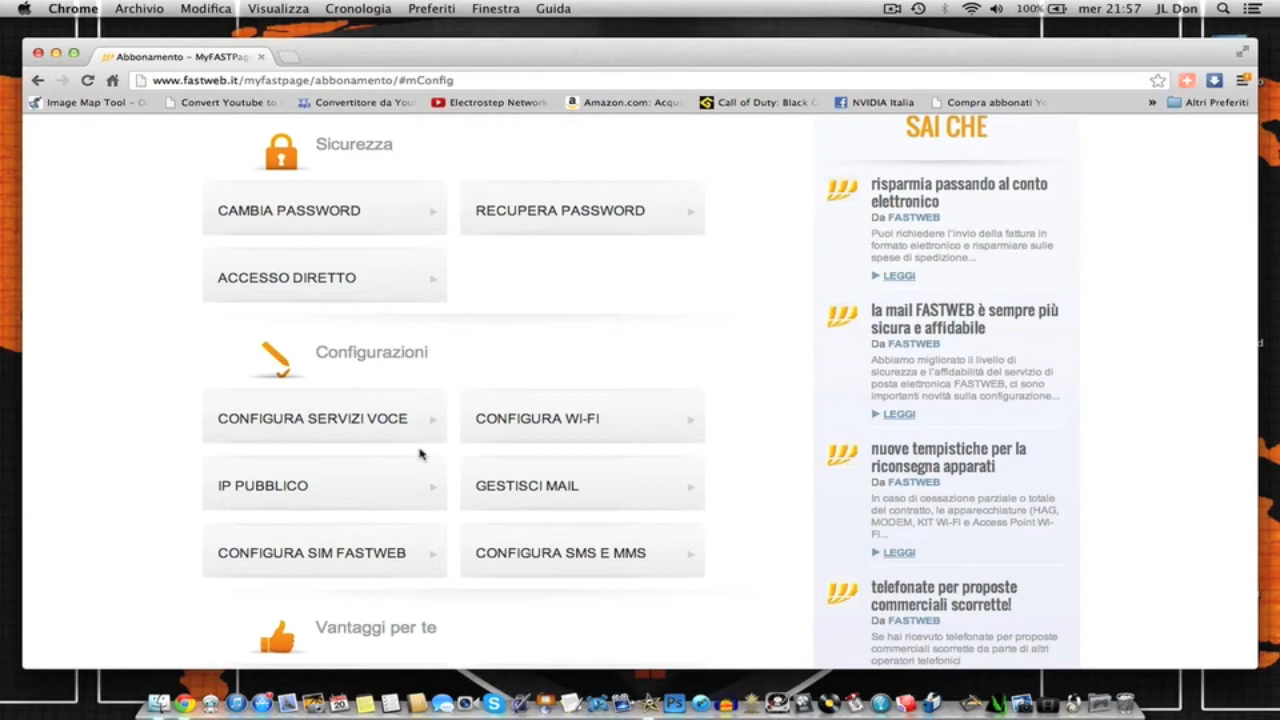 Chrome Archivio Modifica Visualizza Cronologia Preferiti Finestra Guida 100% mer 21:57 JL Don
Abbonamento – MyFASTPag
www.fastweb.it/myfastpage/abbonamento/#mConfig
Image Map Tool - O Convert Youtube to Convertitore da You Electrostep Network Amazon.com: Acqui Call of Duty: Black O NVIDIA Italia Compra abbonati Yo » Altri Preferiti
Sicurezza
CAMBIA PASSWORD
RECUPERA PASSWORD
ACCESSO DIRETTO
Configurazioni
CONFIGURA SERVIZI VOCE
CONFIGURA WI-FI
IP PUBBLICO
GESTISCI MAIL
CONFIGURA SIM FASTWEB
CONFIGURA SMS E MMS
Vantaggi per te
SAI CHE
risparmia passando al conto
elettronico
Da FASTWEB
Puoi richiedere l'invio della fattura in
formato elettronico e risparmiare sulle
spese di spedizione...
LEGGI
la mail FASTWEB è sempre più
sicura e affidabile
Da FASTWEB
Abbiamo migliorato il livello di
sicurezza e l'affidabilità del servizio di
posta elettronica FASTWEB, ci sono
importanti novità sulla configurazione...
LEGGI
nuove tempistiche per la
riconsegna apparati
Da FASTWEB
In caso di cessazione parziale o totale
del contratto, le apparecchiature (HAG,
MODEM, KIT Wi-Fi e Access Point Wi-
Fi...
LEGGI
telefonate per proposte
commerciali scorrette!
Da FASTWEB
Se hai ricevuto telefonate per proposte
commerciali scorrette da parte di altri
operatori telefonici